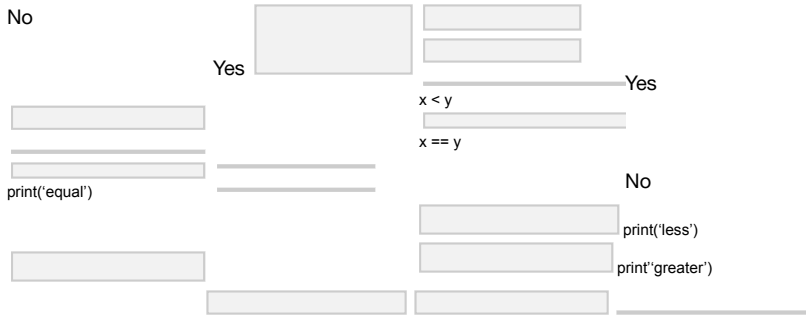 No
Yes
Yes
x < y
x == y
print(‘equal’)
No
print(‘less’)
print’‘greater’)